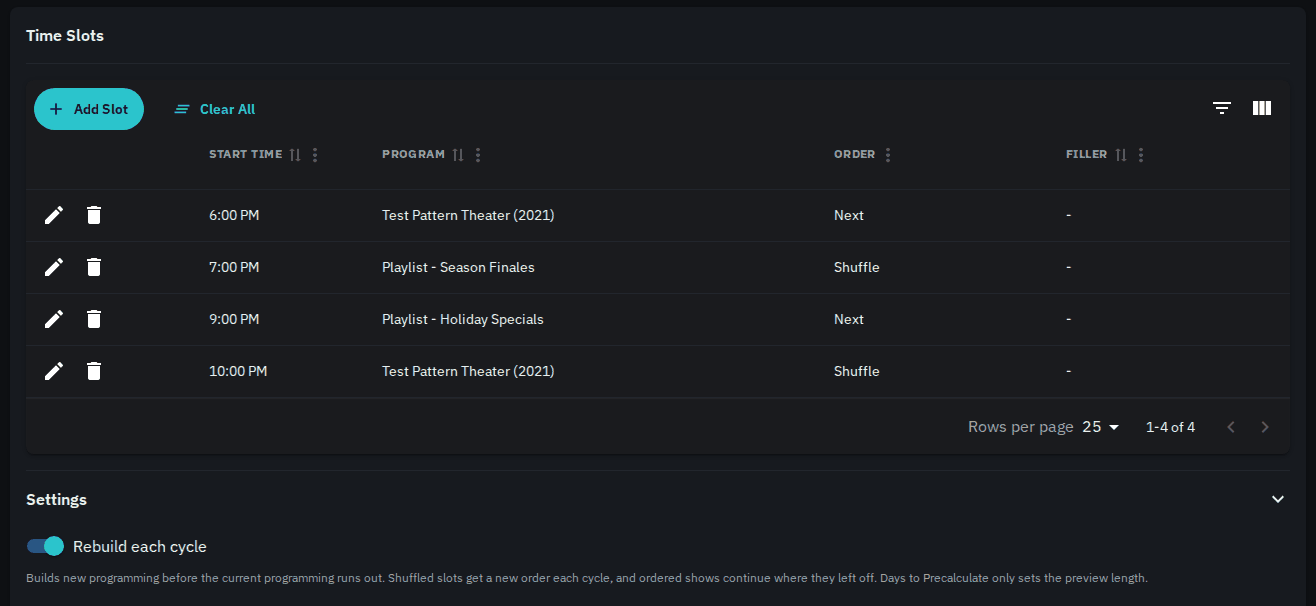 Time Slots
Add Slot Clear All
START TIME PROGRAM ORDER FILLER
6:00 PM Test Pattern Theater (2021) Next -
7:00 PM Playlist - Season Finales Shuffle -
9:00 PM Playlist - Holiday Specials Next -
10:00 PM Test Pattern Theater (2021) Shuffle -
Rows per page 25 1-4 of 4
Settings
Rebuild each cycle
Builds new programming before the current programming runs out. Shuffled slots get a new order each cycle, and ordered shows continue where they left off. Days to Precalculate only sets the preview length.